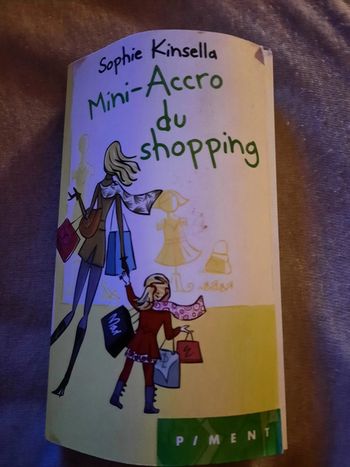 Sophie Kinsella
Mini-Accro
du
shopping
PIMENT